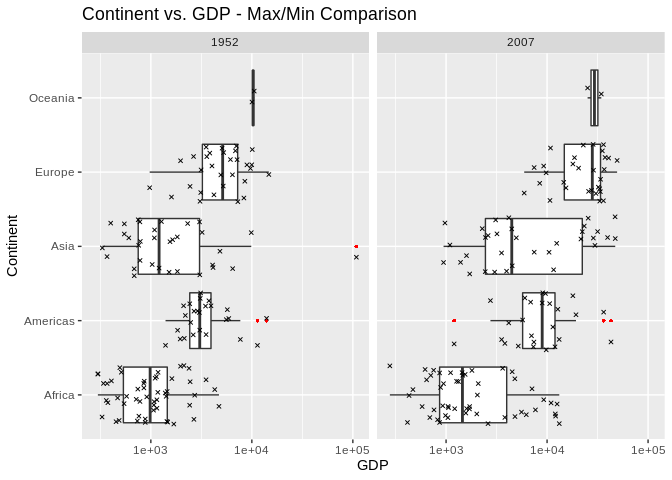 Continent vs. GDP - Max/Min Comparison
1952
2007
Continent
Oceania
Europe
Asia
Americas
Africa
1e+03
1e+04
1e+05
1e+03
1e+04
1e+05
GDP